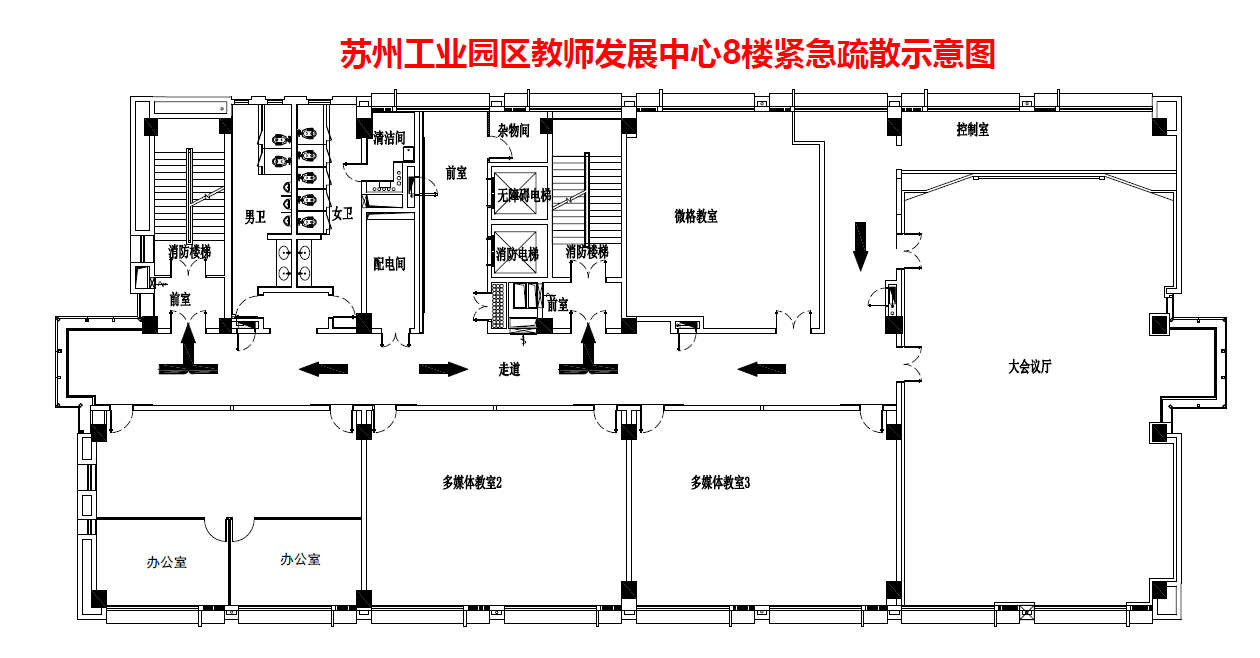 苏州工业园区教师发展中心8楼紧急疏散示意图
清洁间
杂物间
控制室
前室
无障碍电梯
男卫
女卫
微格教室
消防楼梯
消防电梯
消防楼梯
配电间
前室
前室
走道
大会议厅
多媒体教室2
多媒体教室3
办公室
办公室